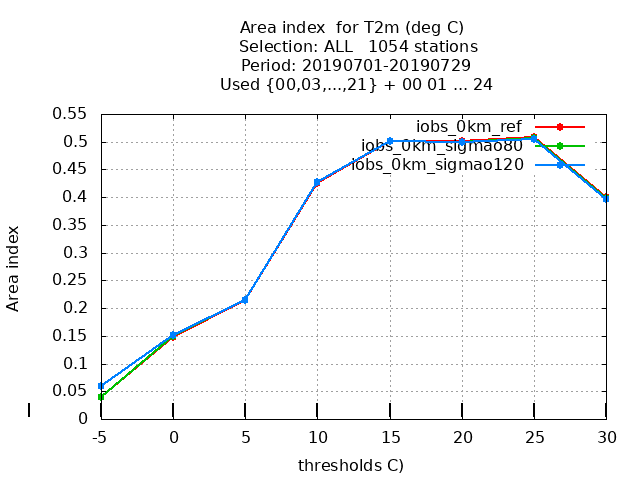 Area index  for T2m (deg C)
Selection: ALL   1054 stations
Period: 20190701-20190729
Used {00,03,...,21} + 00 01 ... 24
0.55
0.5
0.45
0.4
0.35
0.3
0.25
0.2
0.15
0.1
0.05
0
Area index
iobs_0km_ref
iobs_0km_sigmao80
iobs_0km_sigmao120
-5 0 5 10 15 20 25 30
thresholds C)